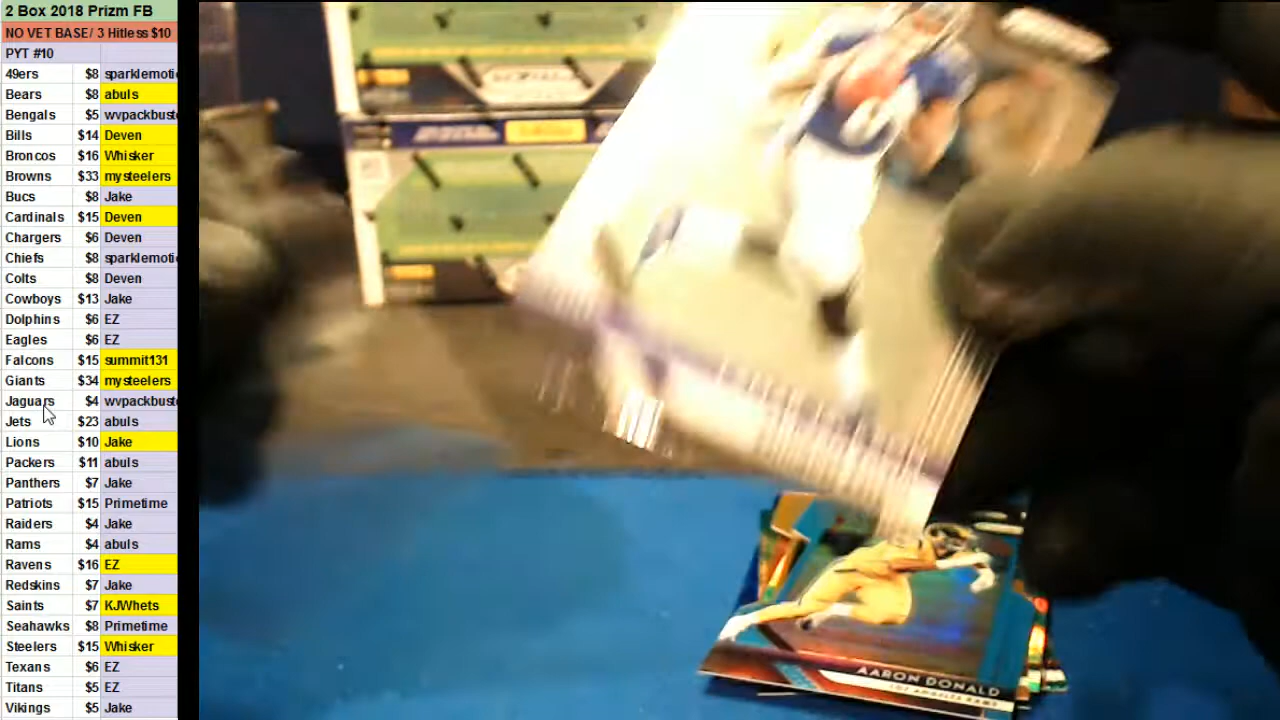 2 Box 2018 Prizm FB
NO VET BASE/ 3 Hitless $10
PYT #10
49ers $8 sparklemotic
Bears $8 abuls
Bengals $5 wvpackbust
Bills $14 Deven
Broncos $16 Whisker
Browns $33 mysteelers
Bucs $8 Jake
Cardinals $15 Deven
Chargers $6 Deven
Chiefs $8 sparklemotic
Colts $8 Deven
Cowboys $13 Jake
Dolphins $6 EZ
Eagles $6 EZ
Falcons $15 summit131
Giants $34 mysteelers
Jaguars $4 wvpackbust
Jets $23 abuls
Lions $10 Jake
Packers $11 abuls
Panthers $7 Jake
Patriots $15 Primetime
Raiders $4 Jake
Rams $4 abuls
Ravens $16 EZ
Redskins $7 Jake
Saints $7 KJWhets
Seahawks $8 Primetime
Steelers $15 Whisker
Texans $6 EZ
Titans $5 EZ
Vikings $5 Jake
AARON DONALD
LOS ANGELES RAMS